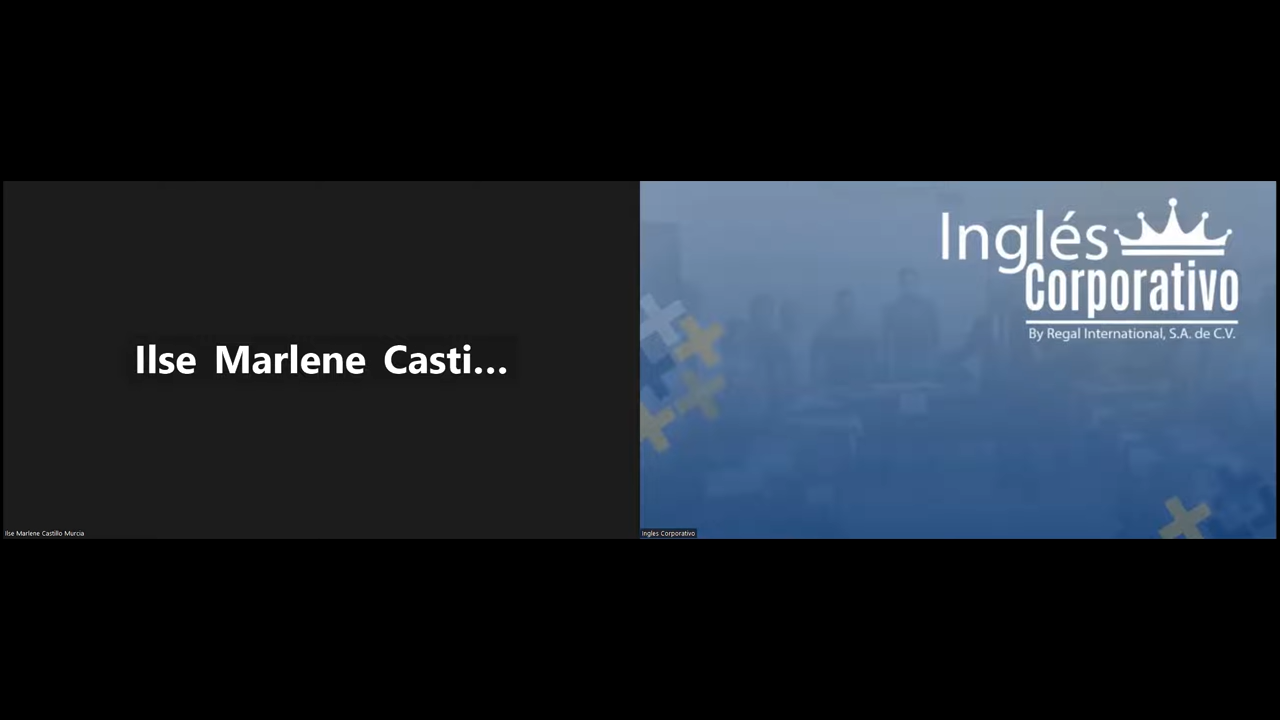 Ilse Marlene Casti...
Ilse Marlene Castillo Murcia
Inglés
Corporativo
By Regal International, S.A. de C.V.
Ingles Corporativo